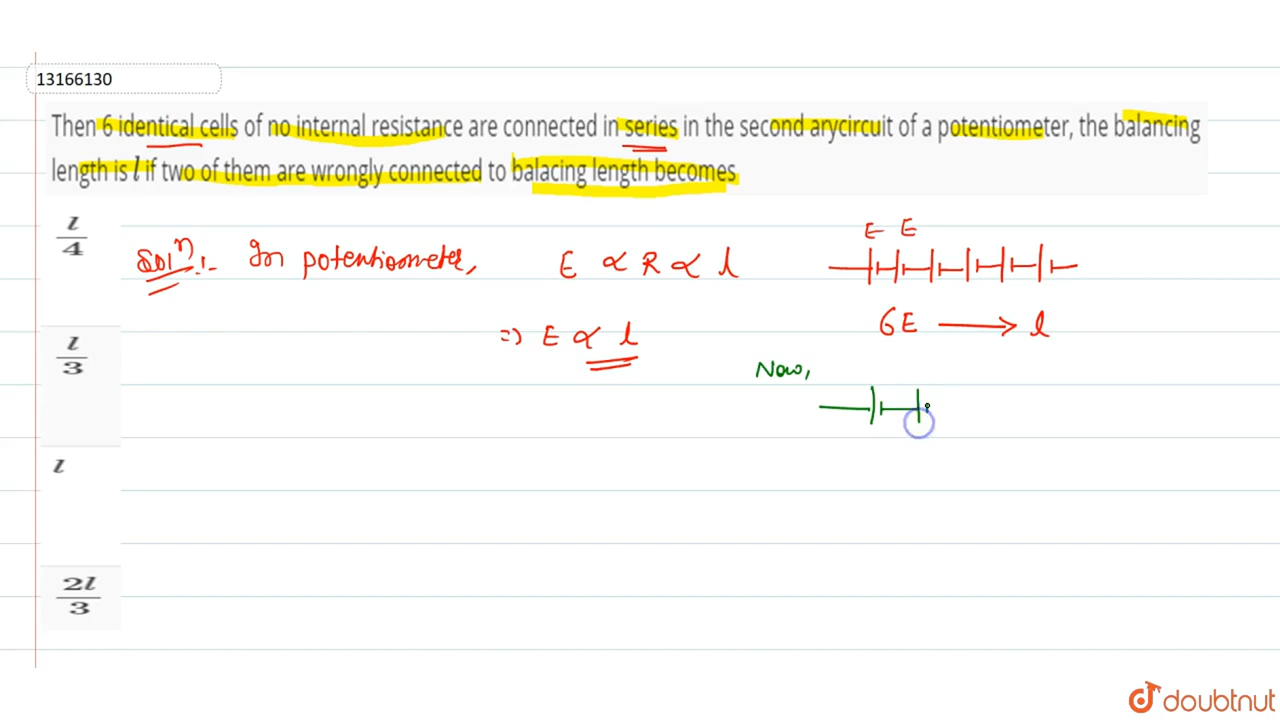 13166130
Then 6 identical cells of no internal resistance are connected in series in the second arycircuit of a potentiometer, the balancing
length is l if two of them are wrongly connected to balacing length becomes
l/4
Solⁿ:- In potentiometer, E ∝ R ∝ l
E E
6E → l
l/3
⇒ E ∝ l
Now,
l
2l/3
doubtnut